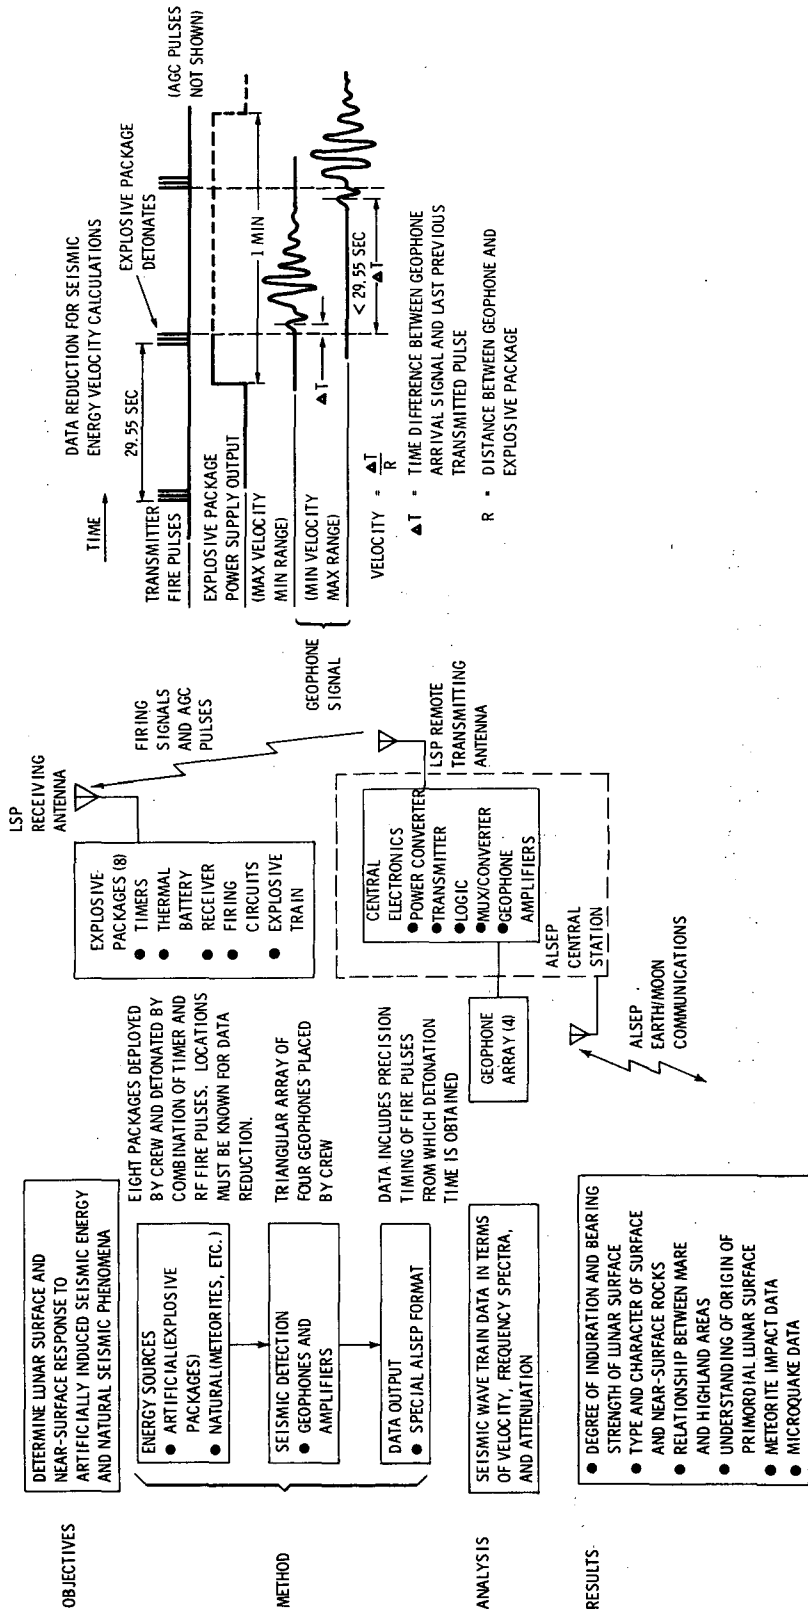 OBJECTIVES
DETERMINE LUNAR SURFACE AND
NEAR-SURFACE RESPONSE TO
ARTIFICIALLY INDUCED SEISMIC ENERGY
AND NATURAL SEISMIC PHENOMENA
METHOD
ENERGY SOURCES
● ARTIFICIAL(EXPLOSIVE
PACKAGES)
● NATURAL(METEORITES, ETC.)
EIGHT PACKAGES DEPLOYED
BY CREW AND DETONATED BY
COMBINATION OF TIMER AND
RF FIRE PULSES. LOCATIONS
MUST BE KNOWN FOR DATA
REDUCTION.
SEISMIC DETECTION
● GEOPHONES AND
AMPLIFIERS
TRIANGULAR ARRAY OF
FOUR GEOPHONES PLACED
BY CREW
DATA OUTPUT
● SPECIAL ALSEP FORMAT
DATA INCLUDES PRECISION
TIMING OF FIRE PULSES
FROM WHICH DETONATION
TIME IS OBTAINED
ANALYSIS
SEISMIC WAVE TRAIN DATA IN TERMS
OF VELOCITY, FREQUENCY SPECTRA,
AND ATTENUATION
RESULTS
● DEGREE OF INDURATION AND BEARING
STRENGTH OF LUNAR SURFACE
● TYPE AND CHARACTER OF SURFACE
AND NEAR-SURFACE ROCKS
● RELATIONSHIP BETWEEN MARE
AND HIGHLAND AREAS
● UNDERSTANDING OF ORIGIN OF
PRIMORDIAL LUNAR SURFACE
● METEORITE IMPACT DATA
● MICROQUAKE DATA
LSP
RECEIVING
ANTENNA
EXPLOSIVE
PACKAGES (8)
● TIMERS
● THERMAL
BATTERY
● RECEIVER
● FIRING
CIRCUITS
● EXPLOSIVE
TRAIN
FIRING
SIGNALS
AND AGC
PULSES
LSP REMOTE
TRANSMITTING
ANTENNA
CENTRAL
ELECTRONICS
● POWER CONVERTER
● TRANSMITTER
● LOGIC
● MUX/CONVERTER
● GEOPHONE
AMPLIFIERS
ALSEP
CENTRAL
STATION
GEOPHONE
ARRAY (4)
ALSEP
EARTH/MOON
COMMUNICATIONS
TIME
DATA REDUCTION FOR SEISMIC
ENERGY VELOCITY CALCULATIONS
29.55 SEC
EXPLOSIVE PACKAGE
DETONATES
(AGC PULSES
NOT SHOWN)
TRANSMITTER
FIRE PULSES
EXPLOSIVE PACKAGE
POWER SUPPLY OUTPUT
1 MIN
GEOPHONE
SIGNAL
(MAX VELOCITY
MIN RANGE)
ΔT
(MIN VELOCITY
MAX RANGE)
< 29.55 SEC
ΔT
VELOCITY = ΔT
R
ΔT = TIME DIFFERENCE BETWEEN GEOPHONE
ARRIVAL SIGNAL AND LAST PREVIOUS
TRANSMITTED PULSE
R = DISTANCE BETWEEN GEOPHONE AND
EXPLOSIVE PACKAGE